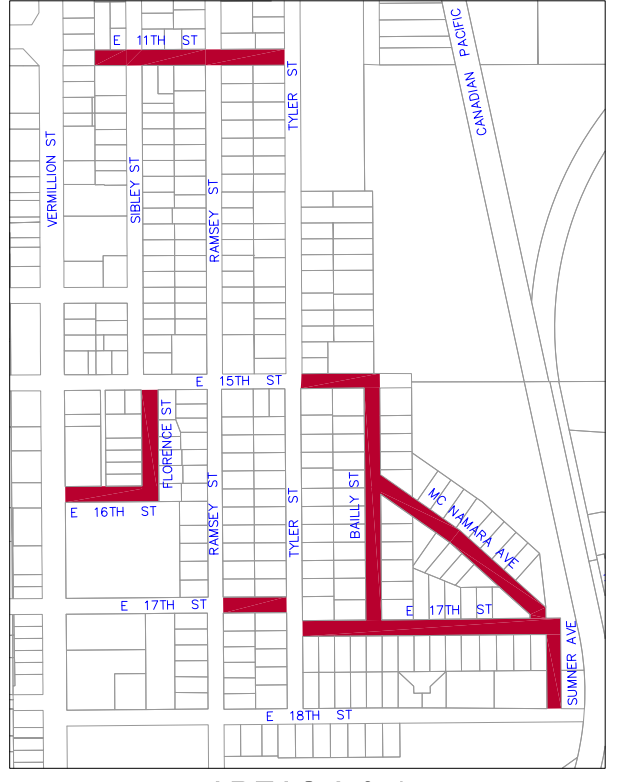 E 11TH ST
CANADIAN PACIFIC
TYLER ST
VERMILLION ST
SIBLEY ST
RAMSEY ST
E 15TH ST
FLORENCE ST
RAMSEY ST
TYLER ST
BAILLY ST
MC NAMARA AVE
E 16TH ST
E 17TH ST
E 17TH ST
SUMNER AVE
E 18TH ST